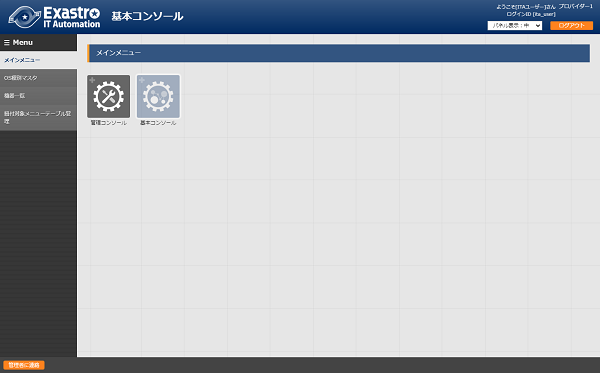 Exastro
IT Automation
基本コンソール
ようこそ[ITAユーザー]さん プロバイダー1
ログインID [ita_user]
パネル表示：中
ログアウト
☰ Menu
メインメニュー
OS種別マスタ
機器一覧
紐付対象メニューテーブル管
理
メインメニュー
管理コンソール
基本コンソール
管理者に連絡